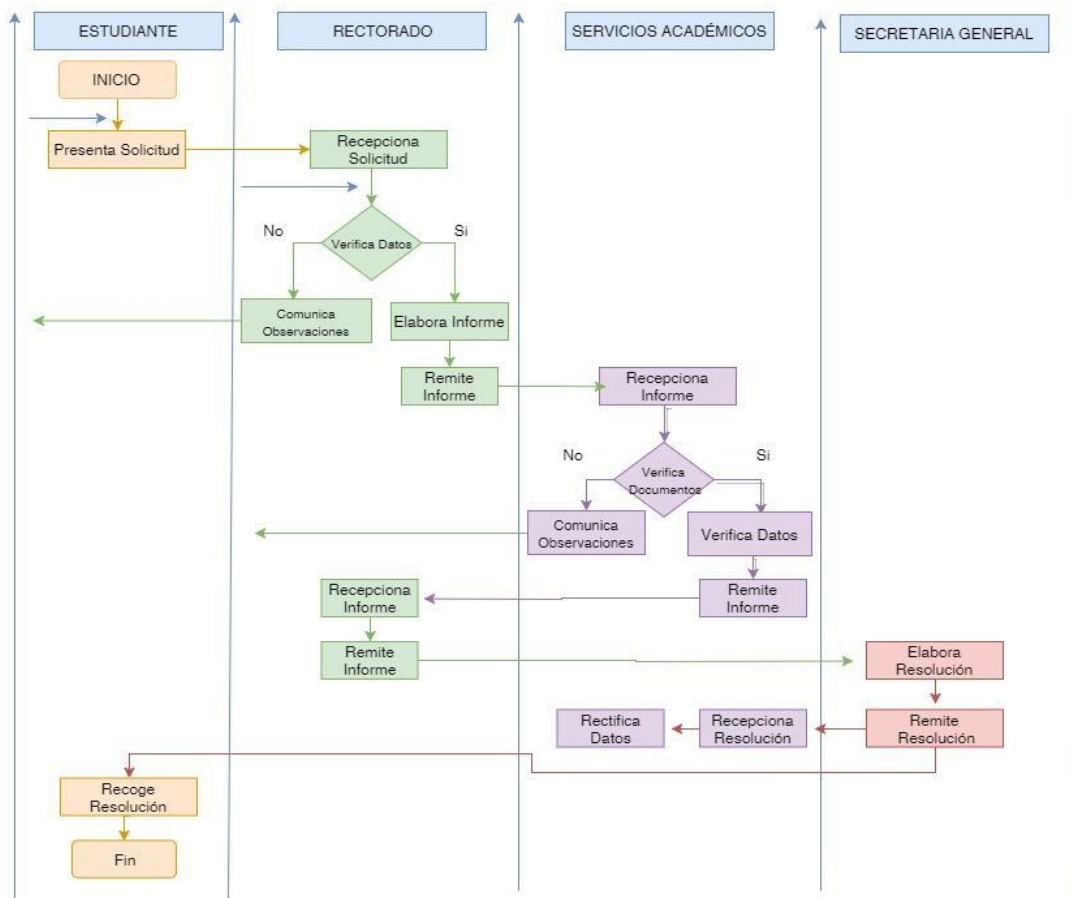 ESTUDIANTE
RECTORADO
SERVICIOS ACADÉMICOS
SECRETARIA GENERAL
INICIO
Presenta Solicitud
Recepciona
Solicitud
No
Si
Verifica Datos
Comunica
Observaciones
Elabora Informe
Remite
Informe
Recepciona
Informe
No
Si
Verifica
Documentos
Comunica
Observaciones
Verifica Datos
Recepciona
Informe
Remite
Informe
Remite
Informe
Elabora
Resolución
Rectifica
Datos
Recepciona
Resolución
Remite
Resolución
Recoge
Resolución
Fin